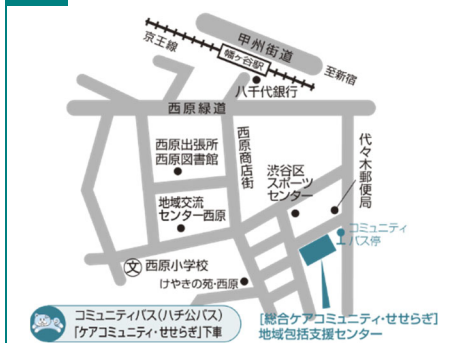 甲州街道
京王線
幡ヶ谷駅
至新宿
八千代銀行
西原緑道
西原出張所
西原図書館
西原商店街
渋谷区
スポーツ
センター
代々木郵便局
地域交流
センター西原
コミュニティ
バス停
文
西原小学校
けやきの苑・西原
コミュニティバス(ハチ公バス)
「ケアコミュニティ・せせらぎ」下車
[総合ケアコミュニティ・せせらぎ]
地域包括支援センター